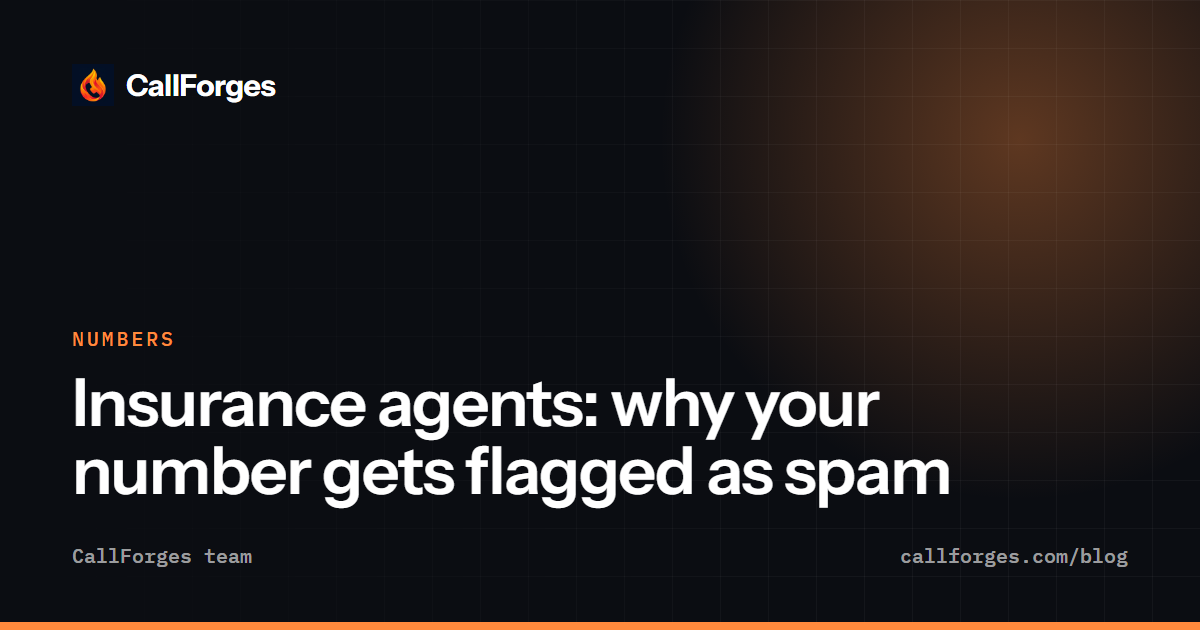 CallForges
NUMBERS
Insurance agents: why your
number gets flagged as spam
CallForges team
callforges.com/blog